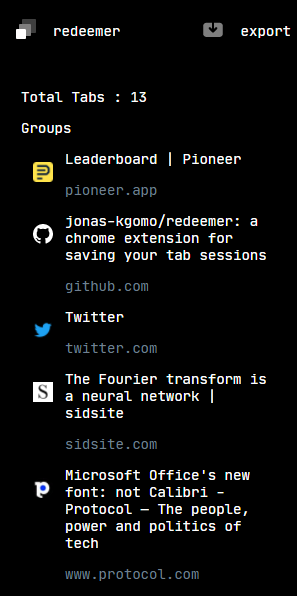 redeemer
export
Total Tabs : 13
Groups
Leaderboard | Pioneer
pioneer.app
jonas-kgomo/redeemer: a
chrome extension for
saving your tab sessions
github.com
Twitter
twitter.com
The Fourier transform is
a neural network |
sidsite
S
sidsite.com
Microsoft Office's new
font: not Calibri -
Protocol — The people,
power and politics of
tech
www.protocol.com